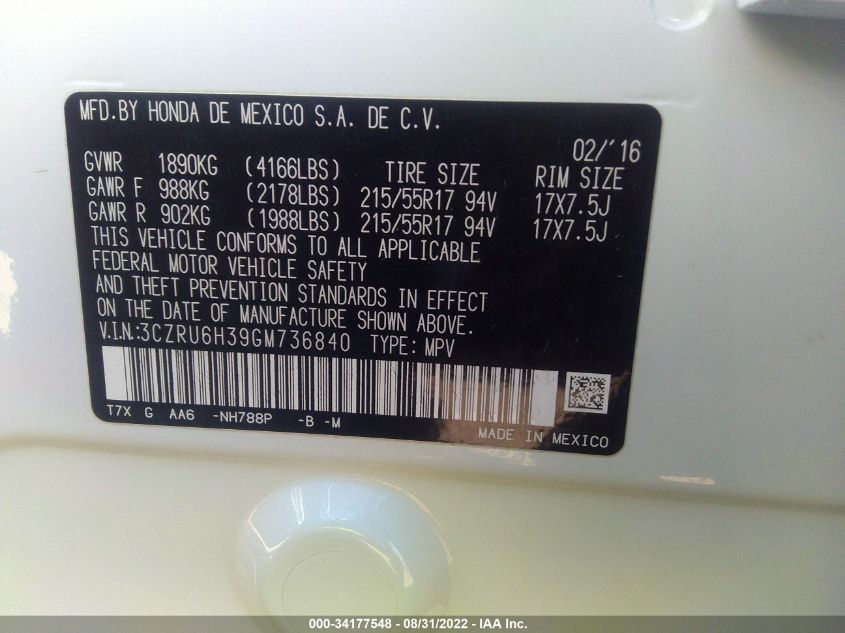 MFD.BY HONDA DE MEXICO S.A. DE C.V.
02/'16
GVWR 1890KG (4166LBS) TIRE SIZE RIM SIZE
GAWR F 988KG (2178LBS) 215/55R17 94V 17X7.5J
GAWR R 902KG (1988LBS) 215/55R17 94V 17X7.5J
THIS VEHICLE CONFORMS TO ALL APPLICABLE
FEDERAL MOTOR VEHICLE SAFETY
AND THEFT PREVENTION STANDARDS IN EFFECT
ON THE DATE OF MANUFACTURE SHOWN ABOVE.
V.I.N.:3CZRU6H39GM736840 TYPE: MPV
T7X G AA6 -NH788P -B -M
MADE IN MEXICO
000-34177548 - 08/31/2022 - IAA Inc.